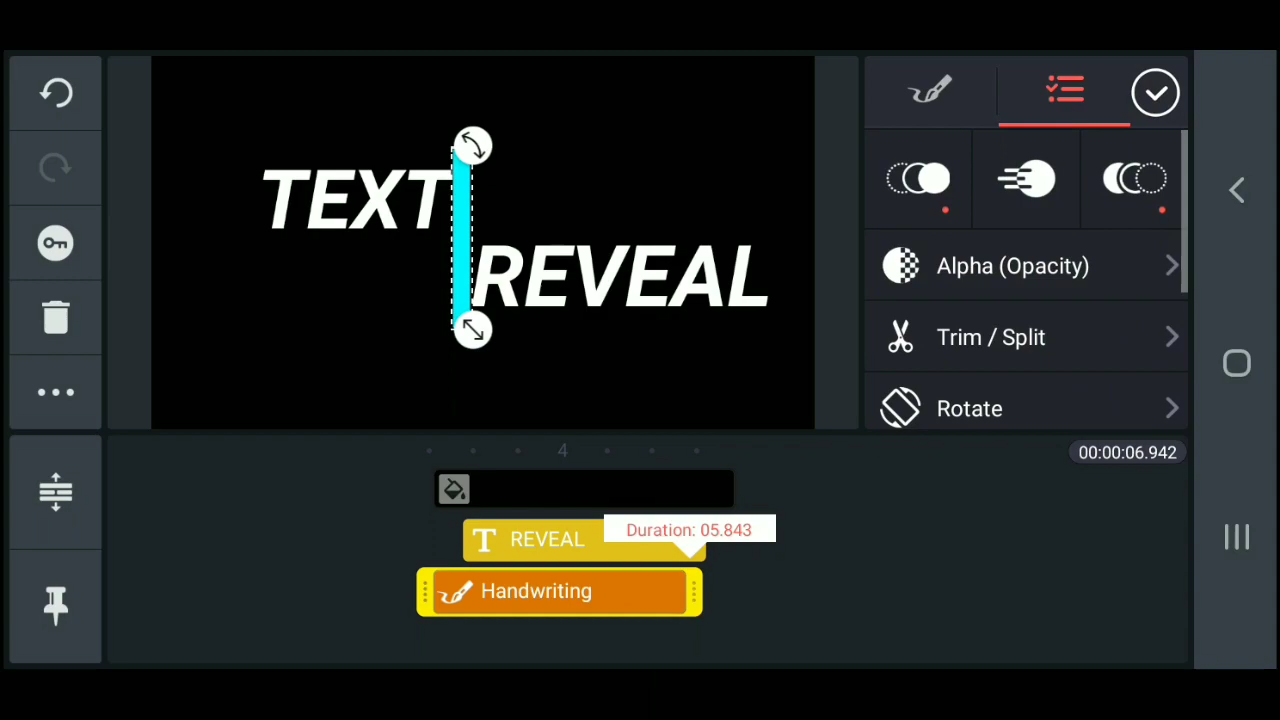 TEXT
REVEAL
Alpha (Opacity)
Trim / Split
Rotate
4
00:00:06.942
T REVEAL
Duration: 05.843
Handwriting